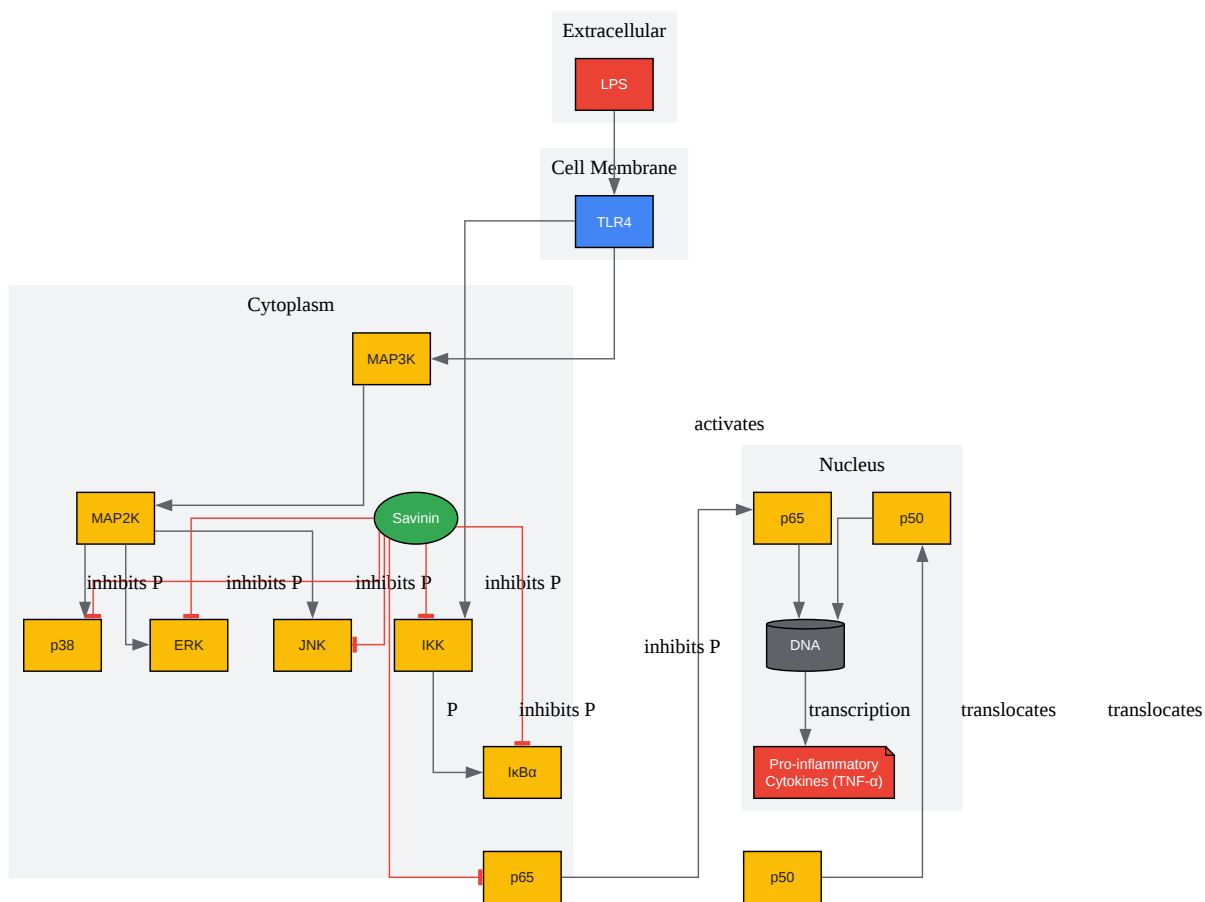 Extracellular
LPS
Cell Membrane
TLR4
Cytoplasm
MAP3K
activates
Nucleus
MAP2K
Savinin
p65
p50
inhibits P
inhibits P
inhibits P
inhibits P
p38
ERK
JNK
IKK
inhibits P
DNA
P
inhibits P
transcription
translocates
translocates
IκBα
Pro-inflammatory
Cytokines (TNF-α)
p65
p50